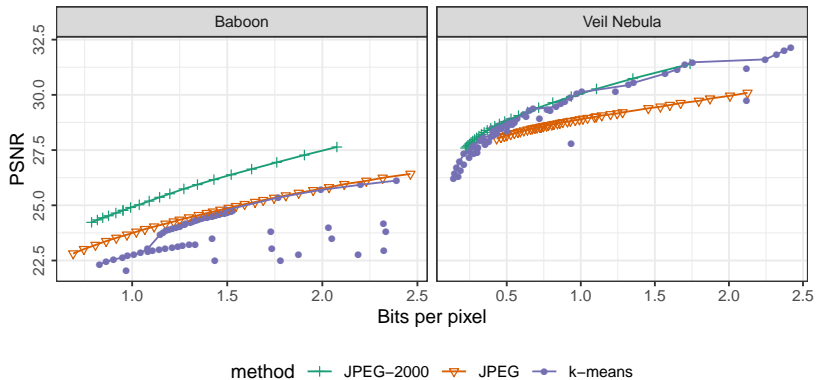 Baboon
Veil Nebula
32.5
30.0
27.5
25.0
22.5
PSNR
1.0 1.5 2.0 2.5
0.5 1.0 1.5 2.0 2.5
Bits per pixel
method JPEG−2000 JPEG k−means